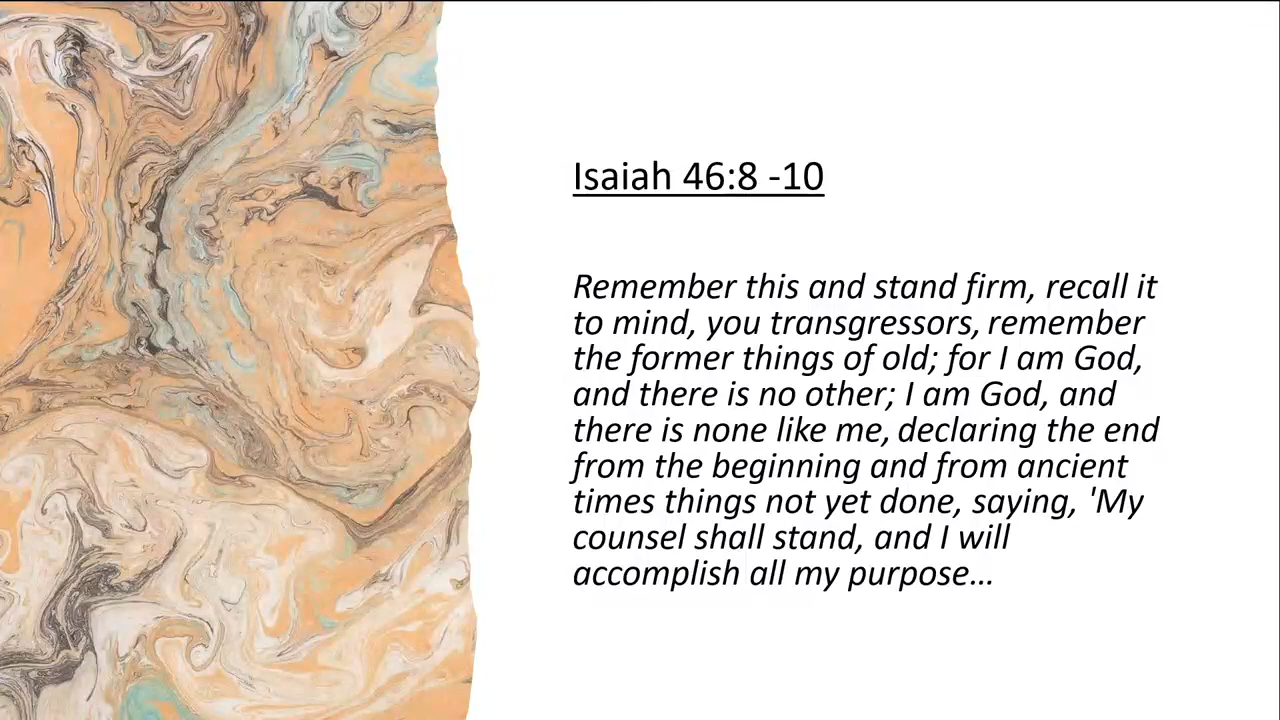 Isaiah 46:8 -10
Remember this and stand firm, recall it
to mind, you transgressors, remember
the former things of old; for I am God,
and there is no other; I am God, and
there is none like me, declaring the end
from the beginning and from ancient
times things not yet done, saying, 'My
counsel shall stand, and I will
accomplish all my purpose…